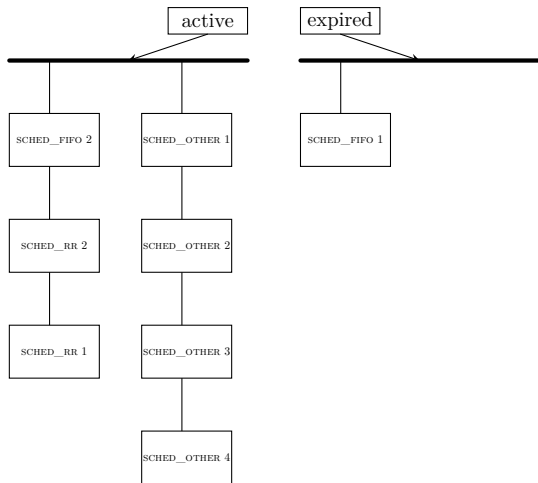 active
expired
SCHED_FIFO 2
SCHED_OTHER 1
SCHED_FIFO 1
SCHED_RR 2
SCHED_OTHER 2
SCHED_RR 1
SCHED_OTHER 3
SCHED_OTHER 4